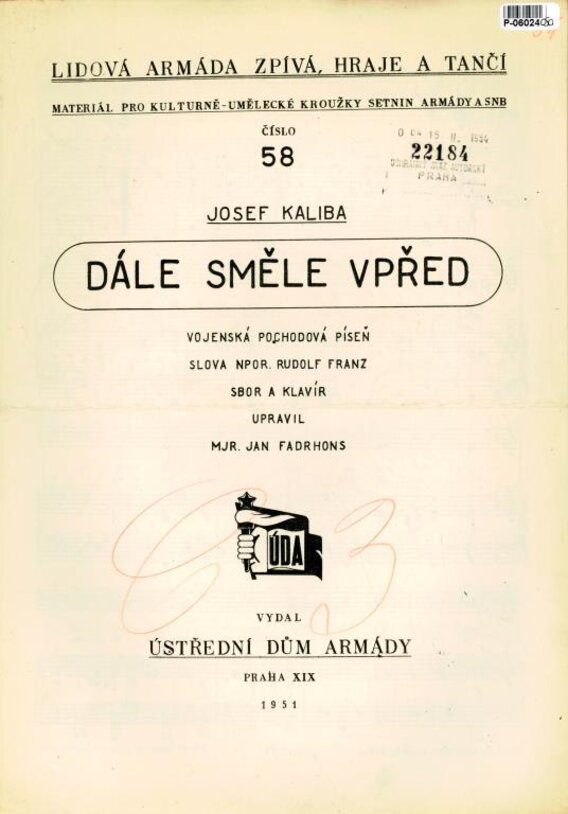 LIDOVÁ ARMÁDA ZPÍVÁ, HRAJE A TANČÍ
MATERIÁL PRO KULTURNĚ-UMĚLECKÉ KROUŽKY SETNIN ARMÁDY A SNB
ČÍSLO
58
22184
PRAHA
JOSEF KALIBA
DÁLE SMĚLE VPŘED
VOJENSKÁ POCHODOVÁ PÍSEŇ
SLOVA NPOR. RUDOLF FRANZ
SBOR A KLAVÍR
UPRAVIL
MJR. JAN FADRHONS
ÚDA
VYDAL
ÚSTŘEDNÍ DŮM ARMÁDY
PRAHA XIX
1951